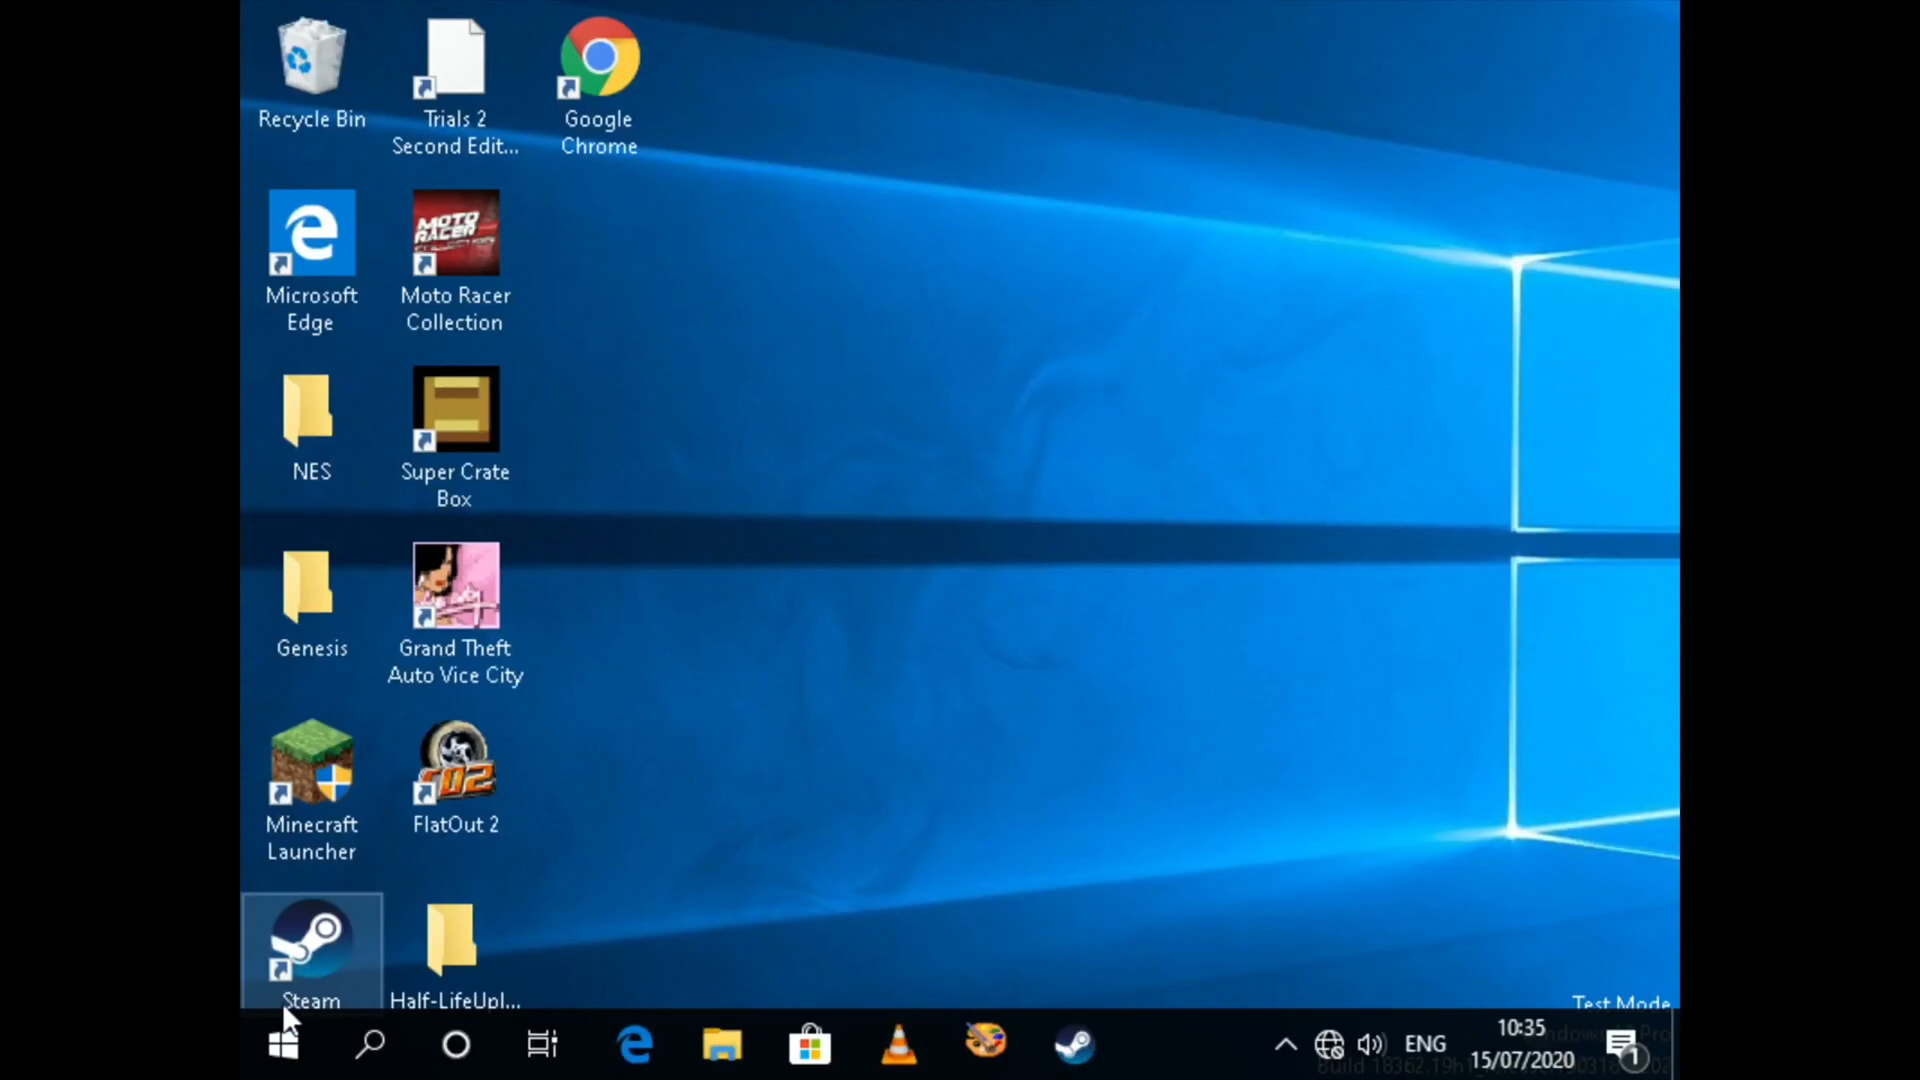 Recycle Bin
Trials 2
Second Edit...
Google
Chrome
Microsoft
Edge
MOTO
RACER
Moto Racer
Collection
NES
Super Crate
Box
Genesis
Grand Theft
Auto Vice City
Minecraft
Launcher
FO2
FlatOut 2
Steam
Half-LifeUpl...
Test Mode
ENG
10:35
15/07/2020
1